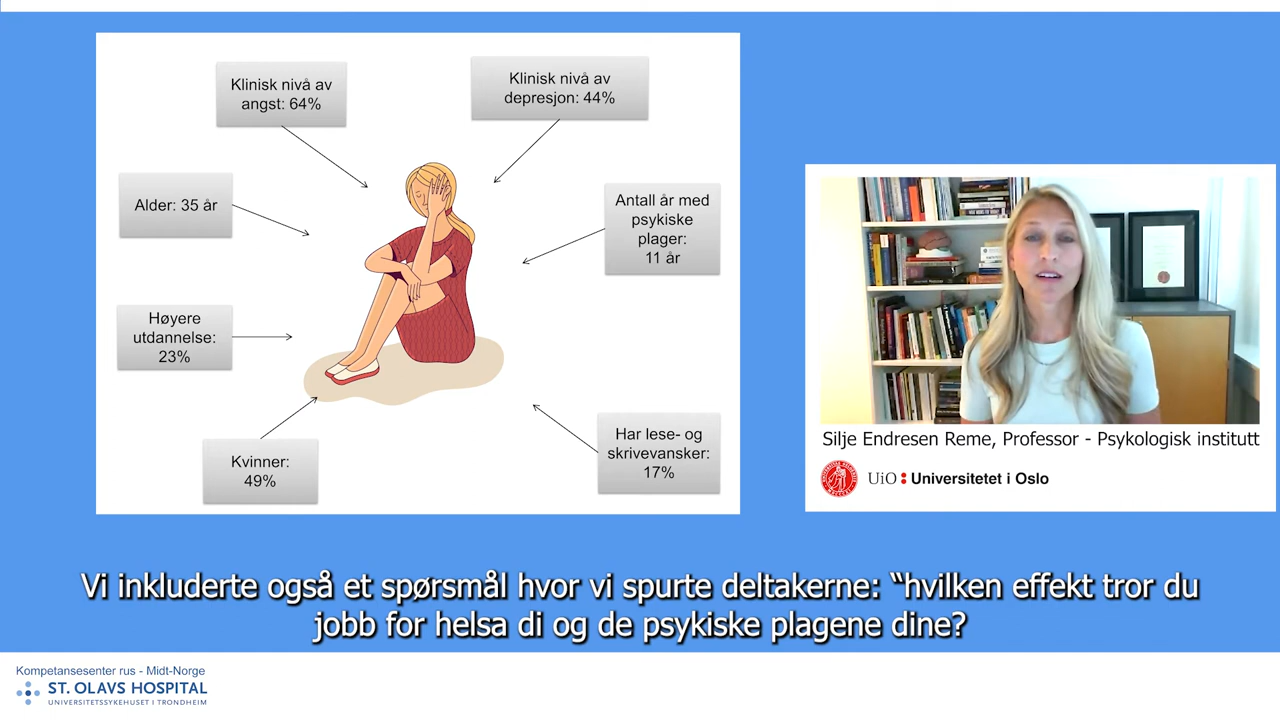 Klinisk nivå av
angst: 64%
Klinisk nivå av
depresjon: 44%
Alder: 35 år
Antall år med
psykiske
plager:
11 år
Høyere
utdannelse:
23%
Kvinner:
49%
Har lese- og
skrivevansker:
17%
Silje Endresen Reme, Professor - Psykologisk institutt
UiO : Universitetet i Oslo
Vi inkluderte også et spørsmål hvor vi spurte deltakerne: “hvilken effekt tror du
jobb for helsa di og de psykiske plagene dine?
Kompetansesenter rus - Midt-Norge
ST. OLAVS HOSPITAL
UNIVERSITETSSYKEHUSET I TRONDHEIM